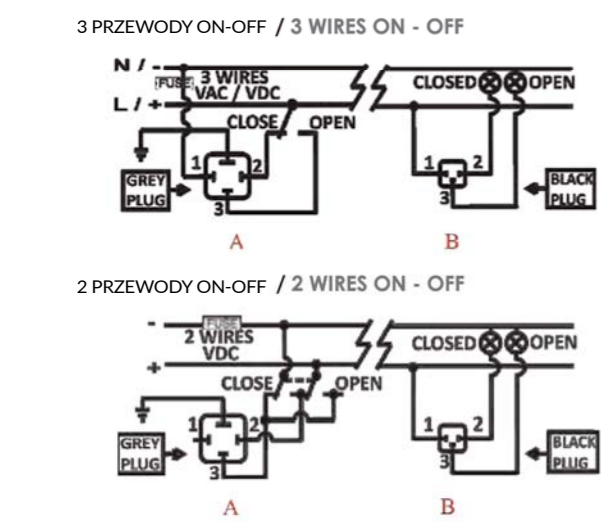 3 PRZEWODY ON-OFF / 3 WIRES ON - OFF
N / -
FUSE
3 WIRES
VAC / VDC
L / +
CLOSE
OPEN
1
2
3
GREY
PLUG
A
CLOSED
OPEN
1
2
3
BLACK
PLUG
B
2 PRZEWODY ON-OFF / 2 WIRES ON - OFF
-
FUSE
2 WIRES
VDC
+
CLOSE
OPEN
1
2
3
GREY
PLUG
A
CLOSED
OPEN
1
2
3
BLACK
PLUG
B